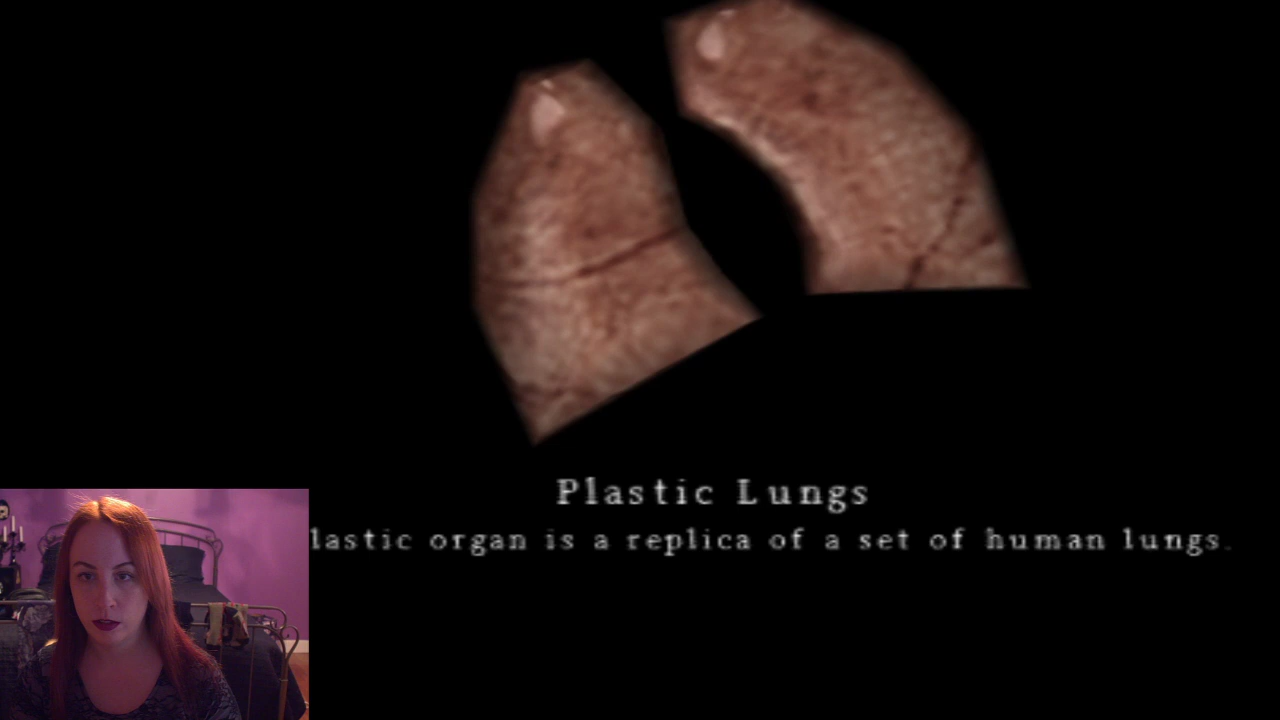 Plastic Lungs
lastic organ is a replica of a set of human lungs.